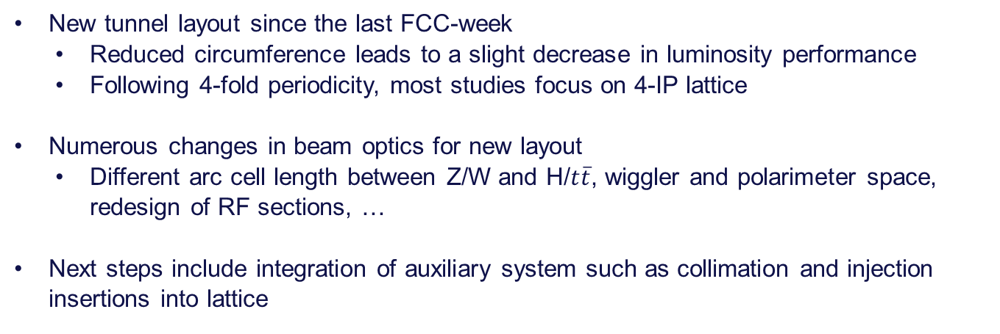 • New tunnel layout since the last FCC-week
• Reduced circumference leads to a slight decrease in luminosity performance
• Following 4-fold periodicity, most studies focus on 4-IP lattice
• Numerous changes in beam optics for new layout
• Different arc cell length between Z/W and H/𝑡𝑡̄, wiggler and polarimeter space,
redesign of RF sections, …
• Next steps include integration of auxiliary system such as collimation and injection
insertions into lattice